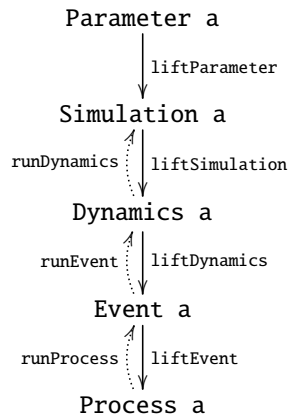 Parameter a
liftParameter
Simulation a
runDynamics
liftSimulation
Dynamics a
runEvent
liftDynamics
Event a
runProcess
liftEvent
Process a